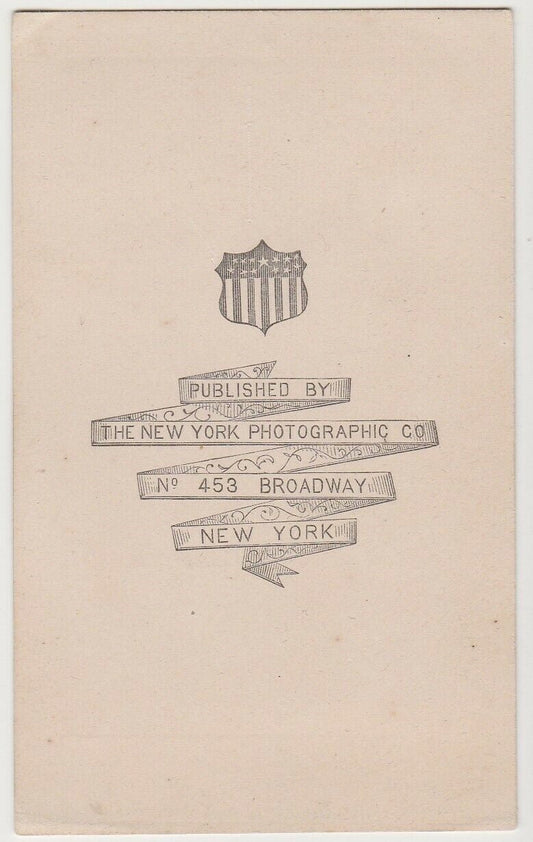 PUBLISHED BY
THE NEW YORK PHOTOGRAPHIC CO
Nº 453 BROADWAY
NEW YORK